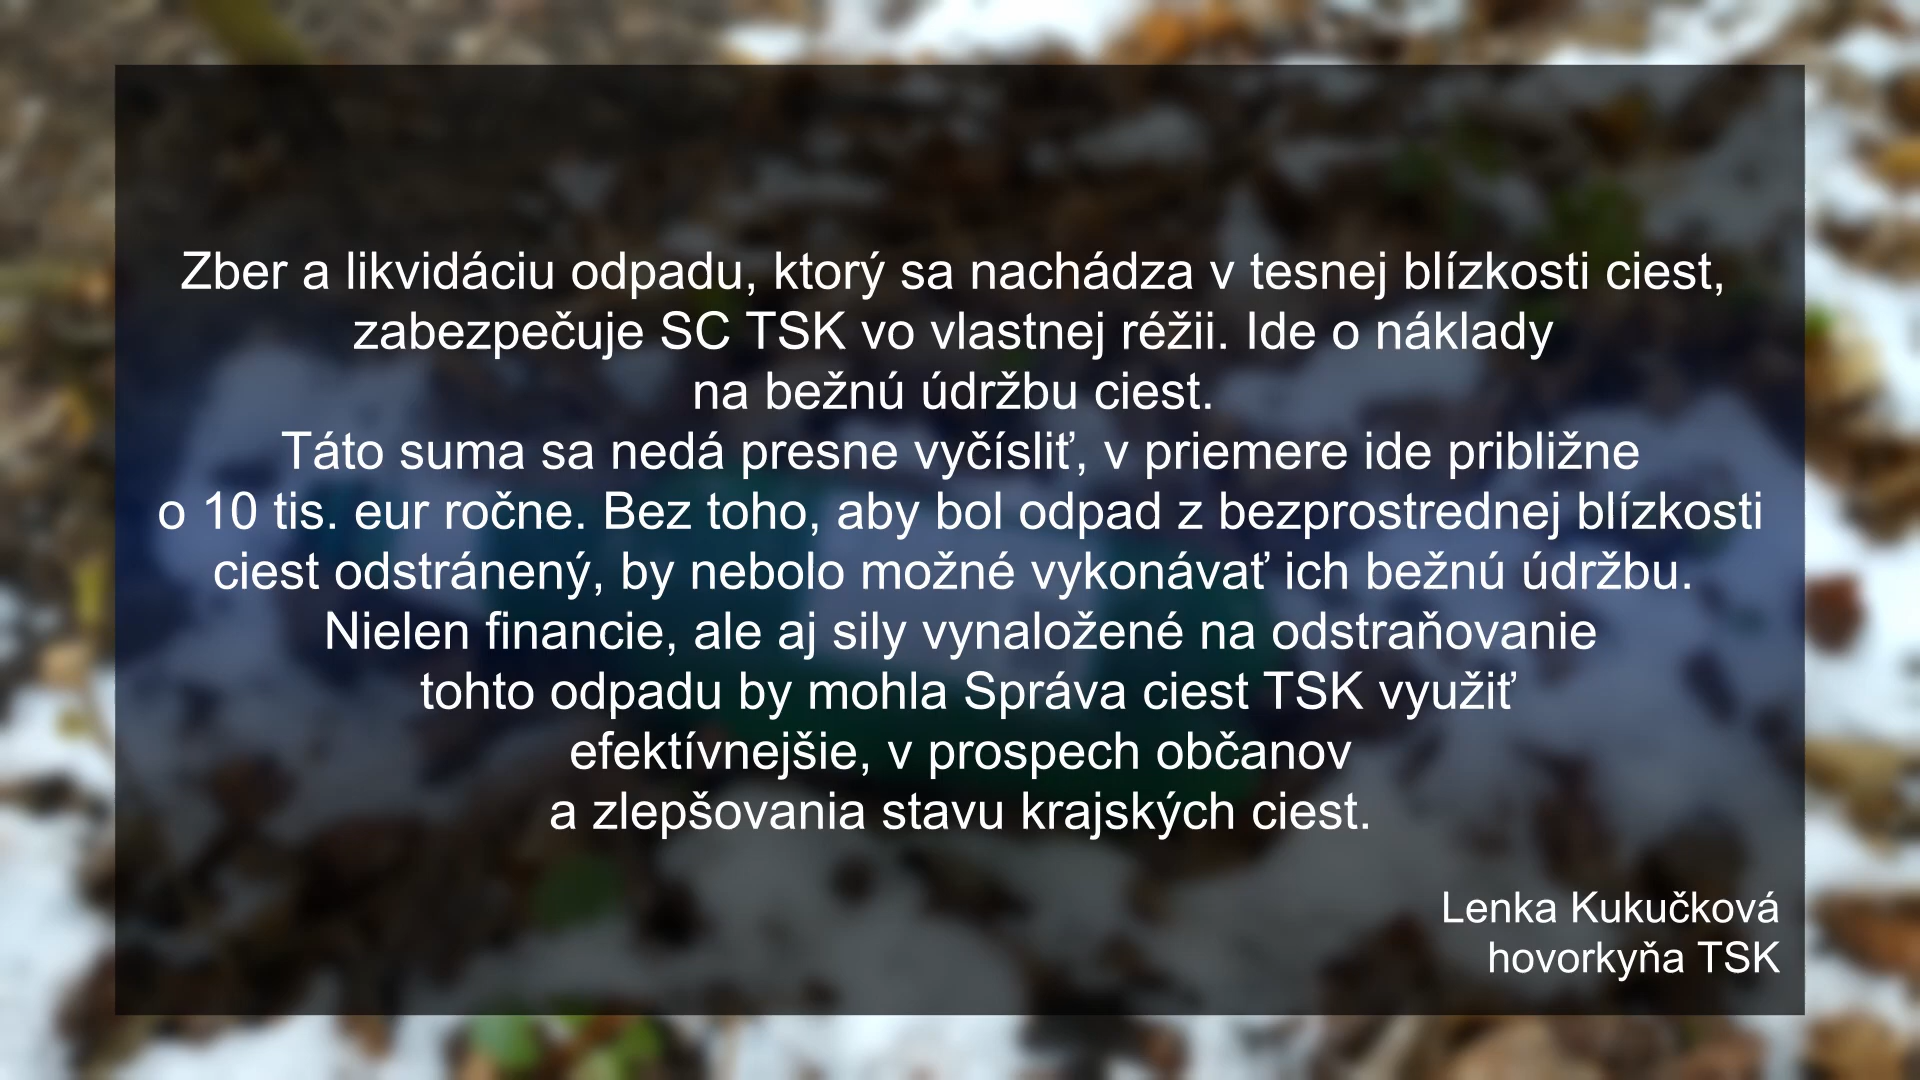 Zber a likvidáciu odpadu, ktorý sa nachádza v tesnej blízkosti ciest,
zabezpečuje SC TSK vo vlastnej réžii. Ide o náklady
na bežnú údržbu ciest.
Táto suma sa nedá presne vyčísliť, v priemere ide približne
o 10 tis. eur ročne. Bez toho, aby bol odpad z bezprostrednej blízkosti
ciest odstránený, by nebolo možné vykonávať ich bežnú údržbu.
Nielen financie, ale aj sily vynaložené na odstraňovanie
tohto odpadu by mohla Správa ciest TSK využiť
efektívnejšie, v prospech občanov
a zlepšovania stavu krajských ciest.
Lenka Kukučková
hovorkyňa TSK